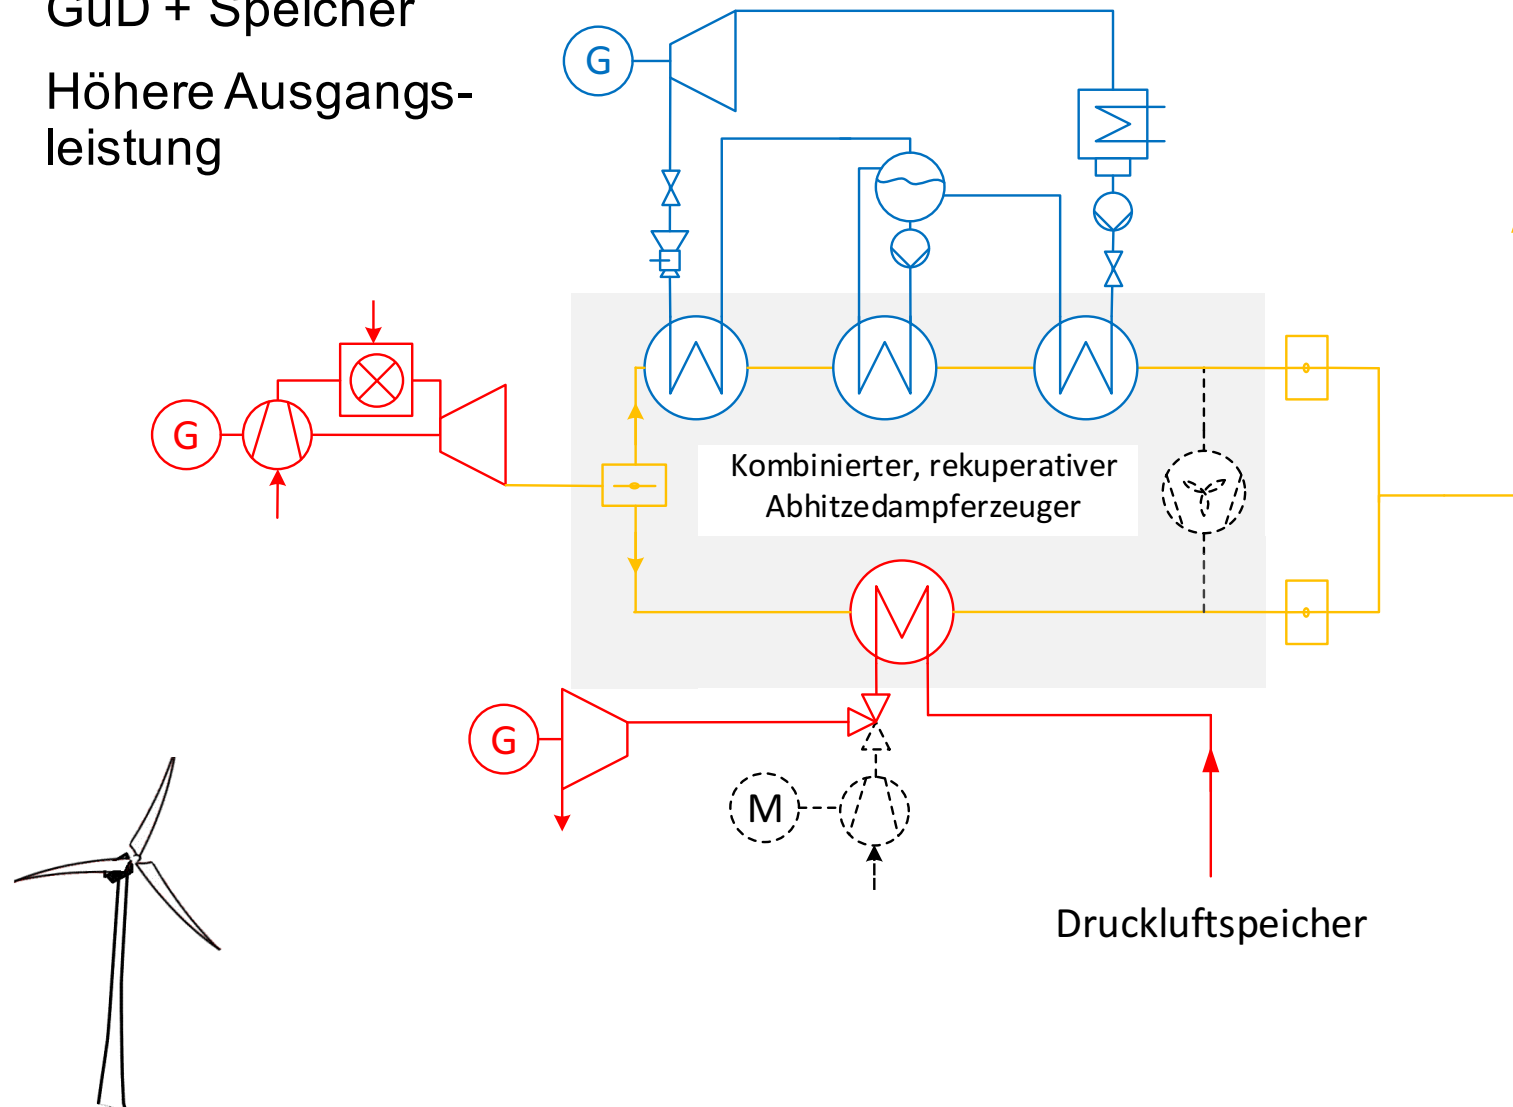 GuD + Speicher
Höhere Ausgangs-
leistung
G
G
Kombinierter, rekuperativer
Abhitzedampferzeuger
G
M
Druckluftspeicher